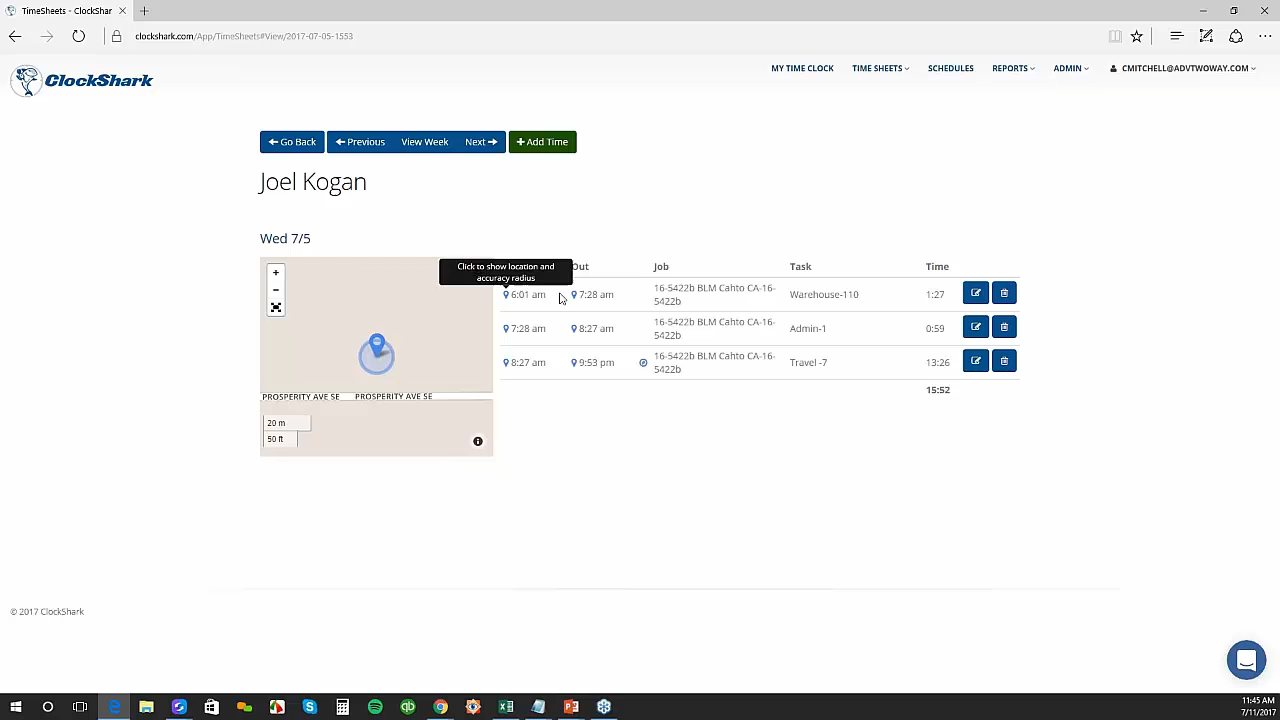 TimeSheets - ClockShar
clockshark.com/App/TimeSheets#View/2017-07-05-1553
ClockShark
MY TIME CLOCK TIME SHEETS SCHEDULES REPORTS ADMIN CMITCHELL@ADVTWOWAY.COM
Go Back Previous View Week Next Add Time
Joel Kogan
Wed 7/5
Click to show location and
accuracy radius
Out Job Task Time
6:01 am 7:28 am 16-5422b BLM Cahto CA-16-
5422b Warehouse-110 1:27
7:28 am 8:27 am 16-5422b BLM Cahto CA-16-
5422b Admin-1 0:59
8:27 am 9:53 pm 16-5422b BLM Cahto CA-16-
5422b Travel -7 13:26
15:52
PROSPERITY AVE SE PROSPERITY AVE SE
20 m
50 ft
© 2017 ClockShark
11:45 AM
7/11/2017